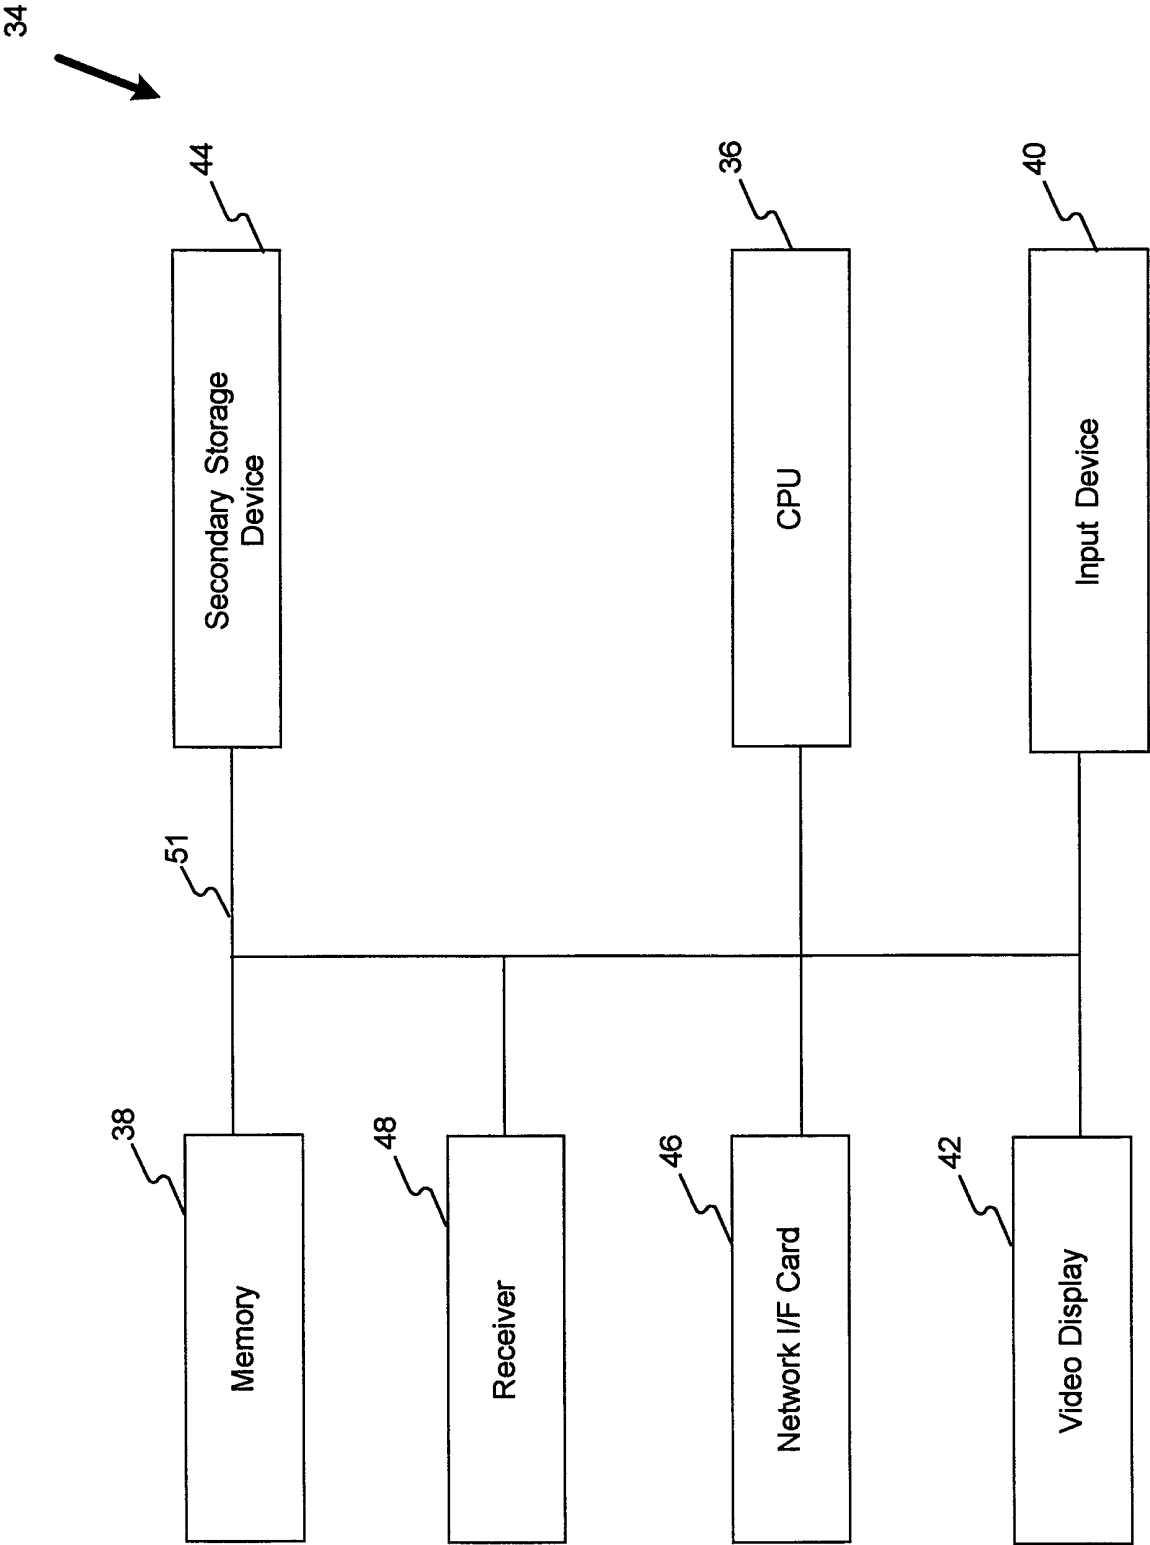 34
38
Memory
51
44
Secondary Storage
Device
48
Receiver
46
Network I/F Card
36
CPU
42
Video Display
40
Input Device